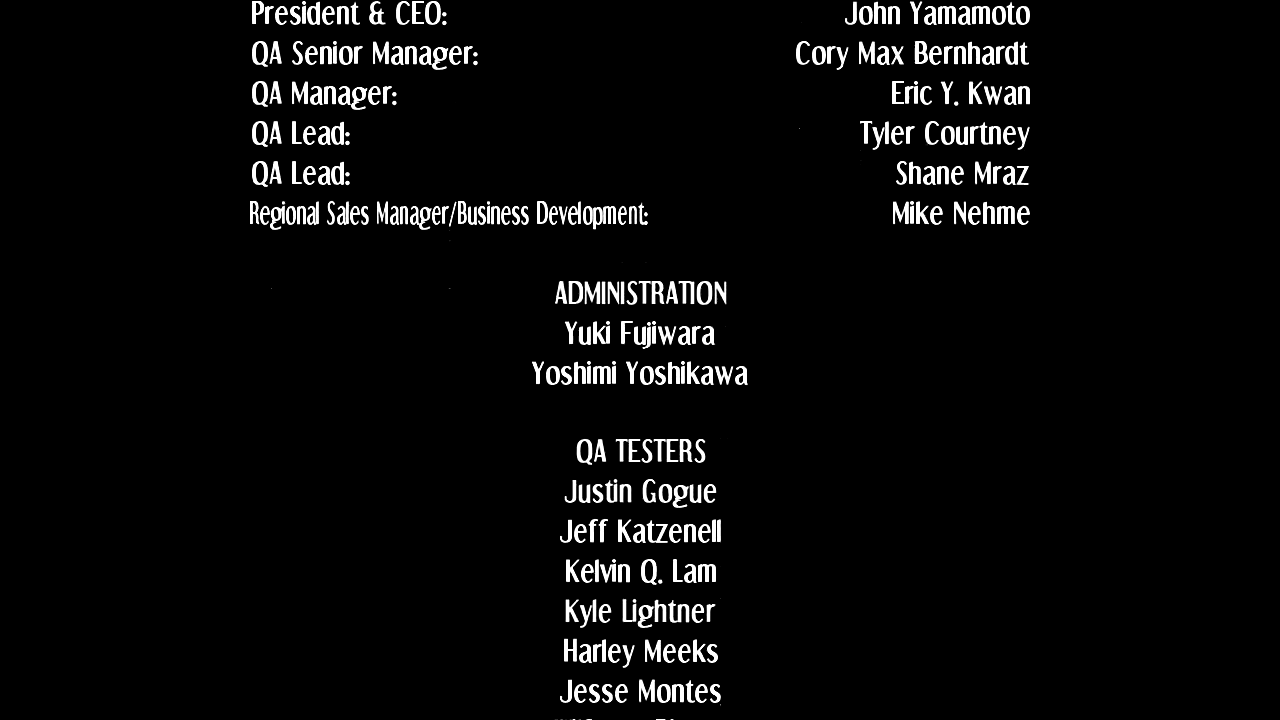 President & CEO: John Yamamoto
QA Senior Manager: Cory Max Bernhardt
QA Manager: Eric Y. Kwan
QA Lead: Tyler Courtney
QA Lead: Shane Mraz
Regional Sales Manager/Business Development: Mike Nehme
ADMINISTRATION
Yuki Fujiwara
Yoshimi Yoshikawa
QA TESTERS
Justin Gogue
Jeff Katzenell
Kelvin Q. Lam
Kyle Lightner
Harley Meeks
Jesse Montes